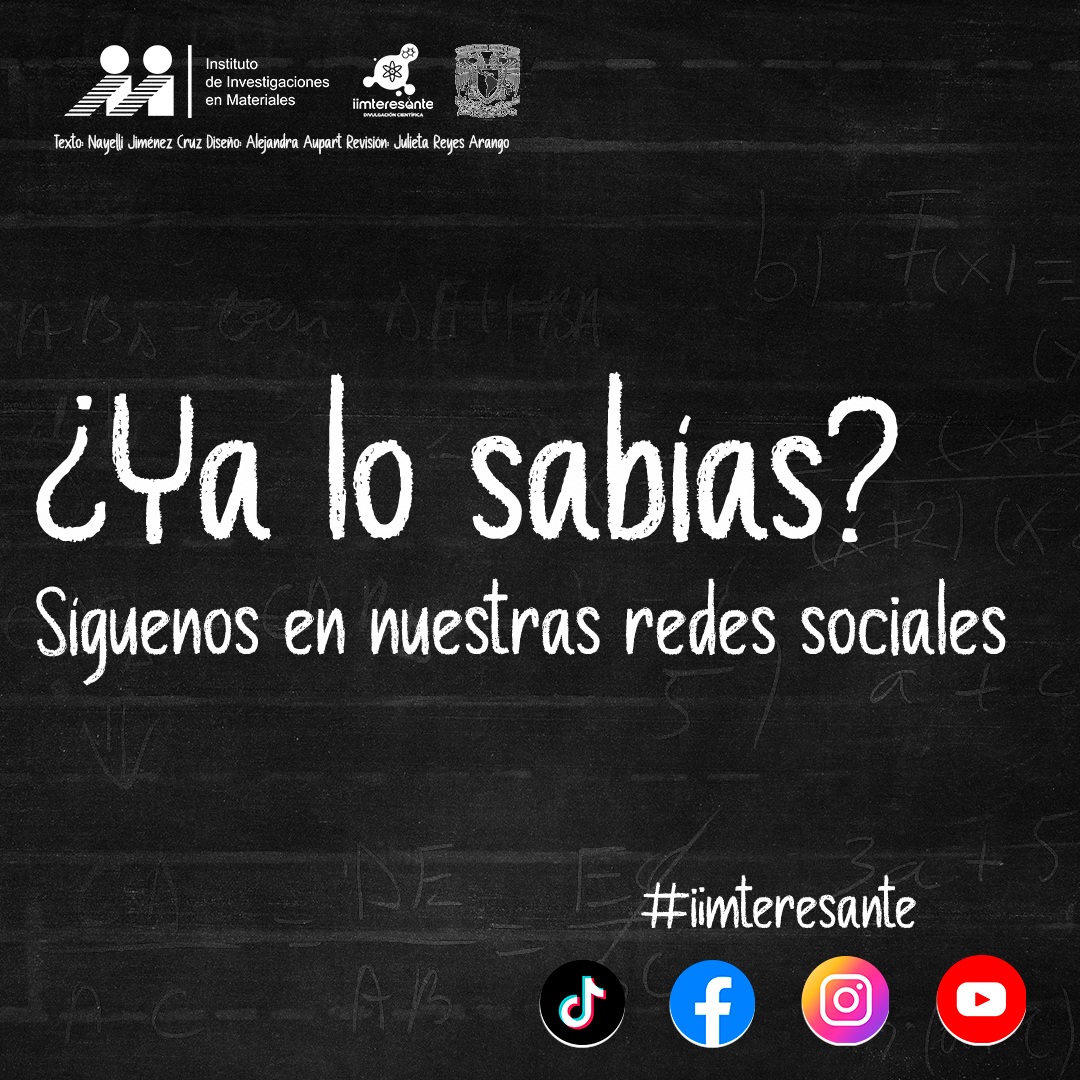 Instituto
de Investigaciones
en Materiales
iimteresante
DIVULGACIÓN CIENTÍFICA
Texto: Nayelli Jiménez Cruz Diseño: Alejandra Aupart Revisión: Julieta Reyes Arango
¿Ya lo sabías?
Síguenos en nuestras redes sociales
#iimteresante